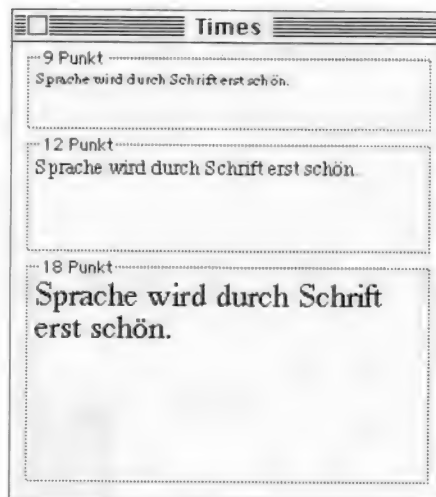 Times
9 Punkt
Sprache wird durch Schrift erst schön.
12 Punkt
Sprache wird durch Schrift erst schön.
18 Punkt
Sprache wird durch Schrift
erst schön.